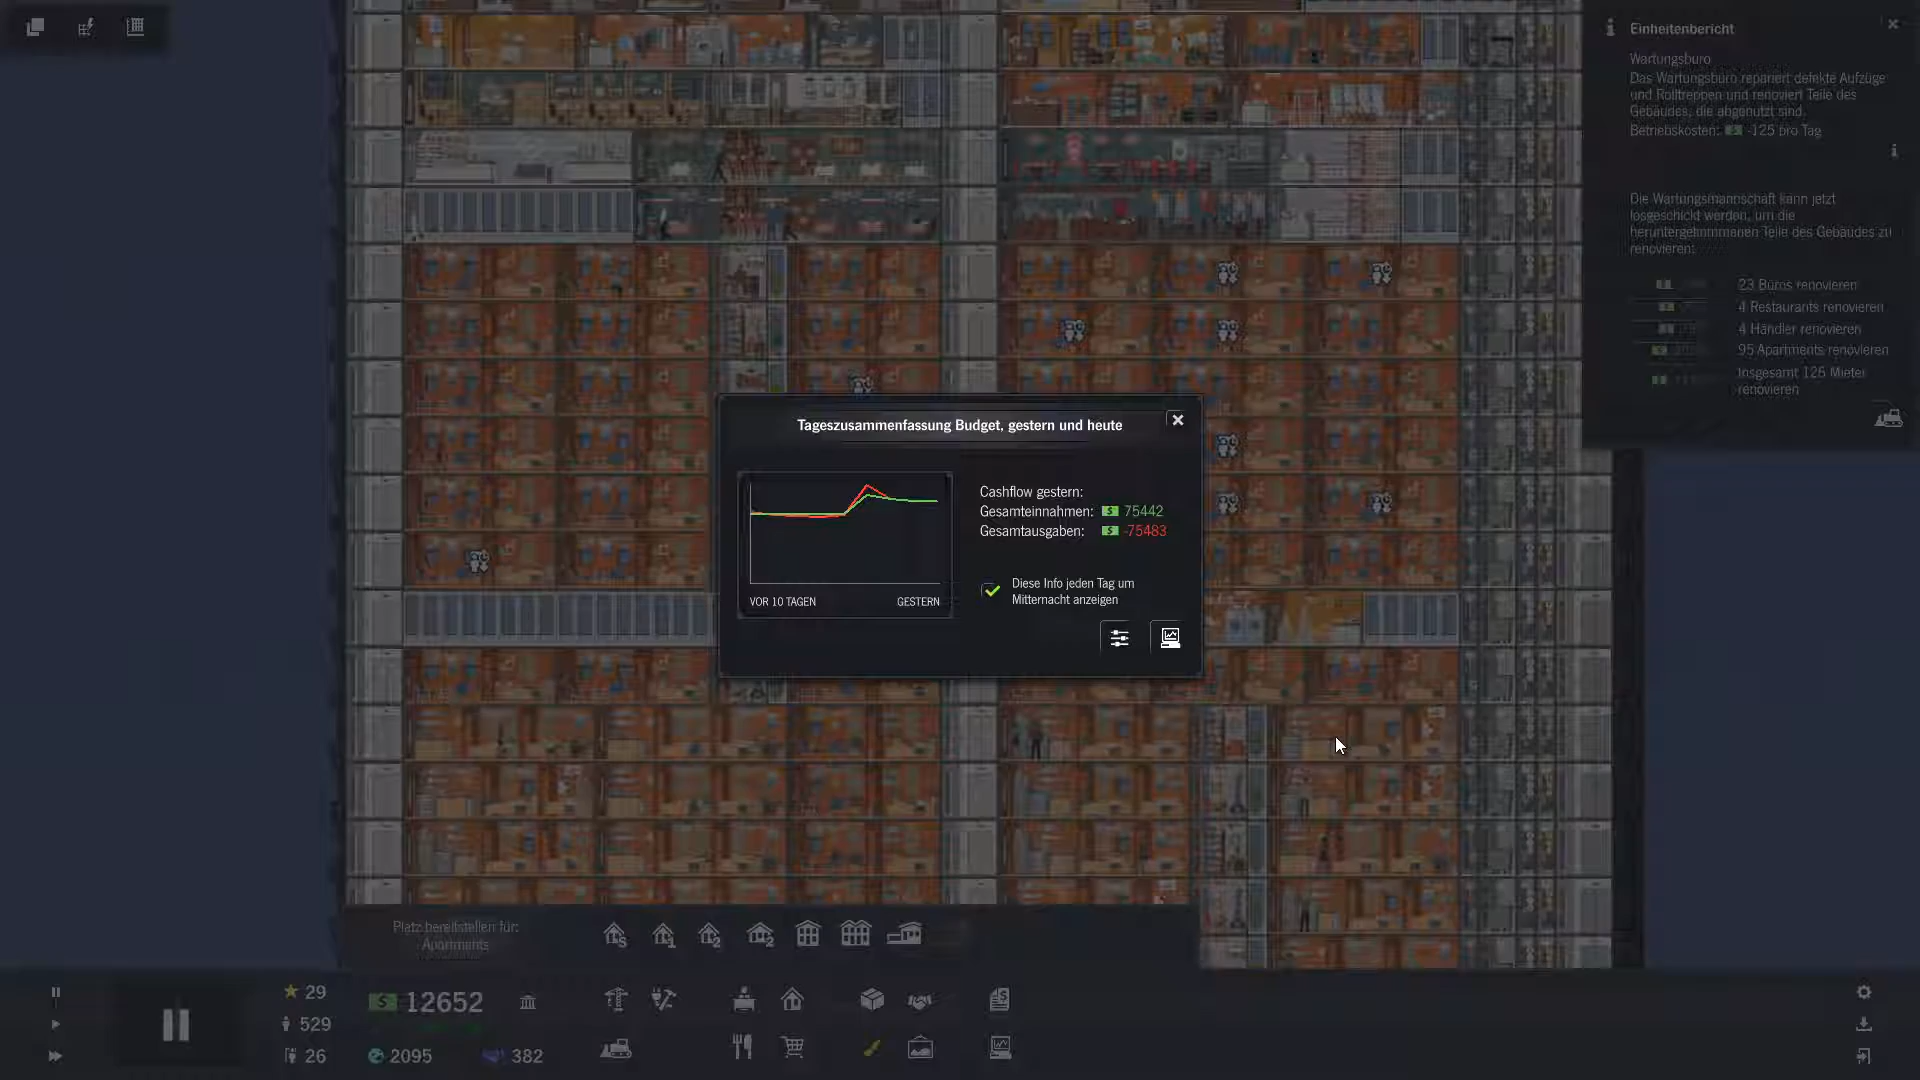 Einheitenbericht
Wartungsbüro
Das Wartungsbüro repariert defekte Aufzüge
und Rolltreppen und renoviert Teile des
Gebäudes, die abgenutzt sind.
Betriebskosten: -125 pro Tag
Die Wartungsmannschaft kann jetzt
losgeschickt werden, um die
heruntergekommenen Teile des Gebäudes zu
renovieren:
23 Büros renovieren
4 Restaurants renovieren
4 Händler renovieren
95 Apartments renovieren
Insgesamt 126 Mieter
renovieren
Tageszusammenfassung Budget, gestern und heute
Cashflow gestern:
Gesamteinnahmen: 75442
Gesamtausgaben: -75483
Diese Info jeden Tag um
Mitternacht anzeigen
VOR 10 TAGEN
GESTERN
Platz bereitstellen für:
Apartments
29
12652
529
26
2095
382